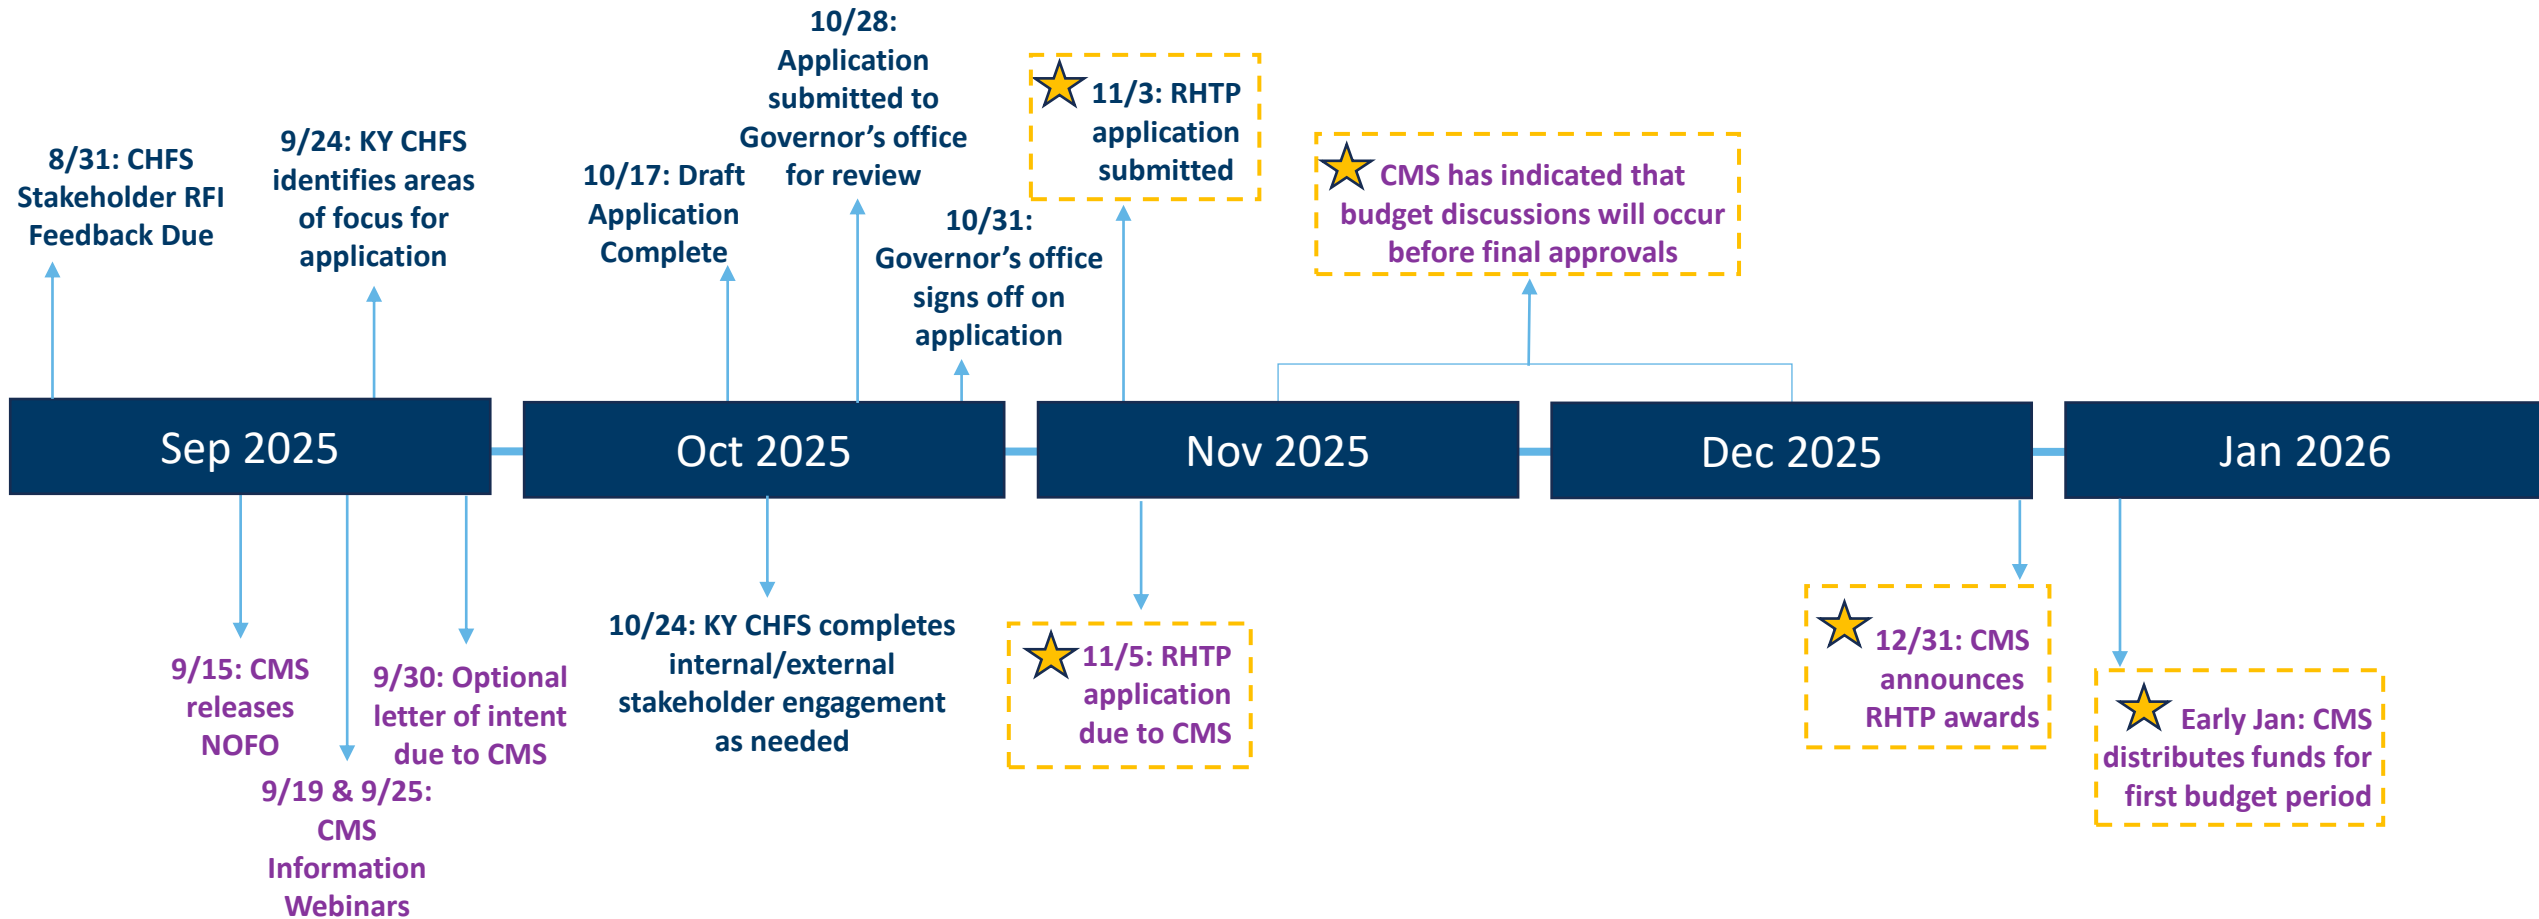 8/31: CHFS
Stakeholder RFI
Feedback Due
9/24: KY CHFS
identifies areas
of focus for
application
10/17: Draft
Application
Complete
10/28:
Application
submitted to
Governor’s office
for review
10/31:
Governor’s office
signs off on
application
11/3: RHTP
application
submitted
CMS has indicated that
budget discussions will occur
before final approvals
Sep 2025
Oct 2025
Nov 2025
Dec 2025
Jan 2026
9/15: CMS
releases
NOFO
9/19 & 9/25:
CMS
Information
Webinars
9/30: Optional
letter of intent
due to CMS
10/24: KY CHFS completes
internal/external
stakeholder engagement
as needed
11/5: RHTP
application
due to CMS
12/31: CMS
announces
RHTP awards
Early Jan: CMS
distributes funds for
first budget period